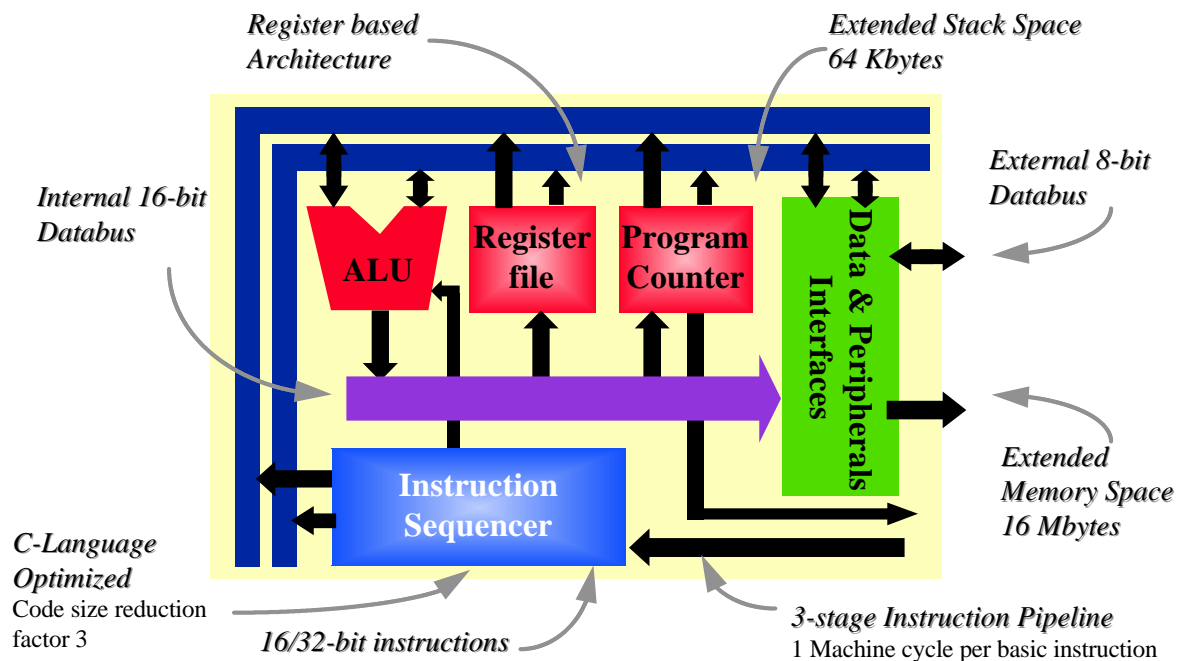 Register based
Architecture
Extended Stack Space
64 Kbytes
Internal 16-bit
Databus
External 8-bit
Databus
ALU
Register
file
Program
Counter
Data & Peripherals
Interfaces
Instruction
Sequencer
Extended
Memory Space
16 Mbytes
C-Language
Optimized
Code size reduction
factor 3
16/32-bit instructions
3-stage Instruction Pipeline
1 Machine cycle per basic instruction